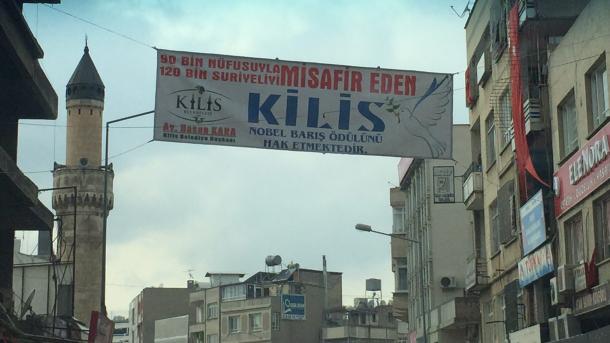 90 BİN NÜFUSUYLA
120 BİN SURİYELİYİ MİSAFİR EDEN
KİLİS
KİLİS
NOBEL BARIŞ ÖDÜLÜNÜ
HAK ETMEKTEDİR.
Av. Hasan KARA
Kilis Belediye Başkanı
ELENORA